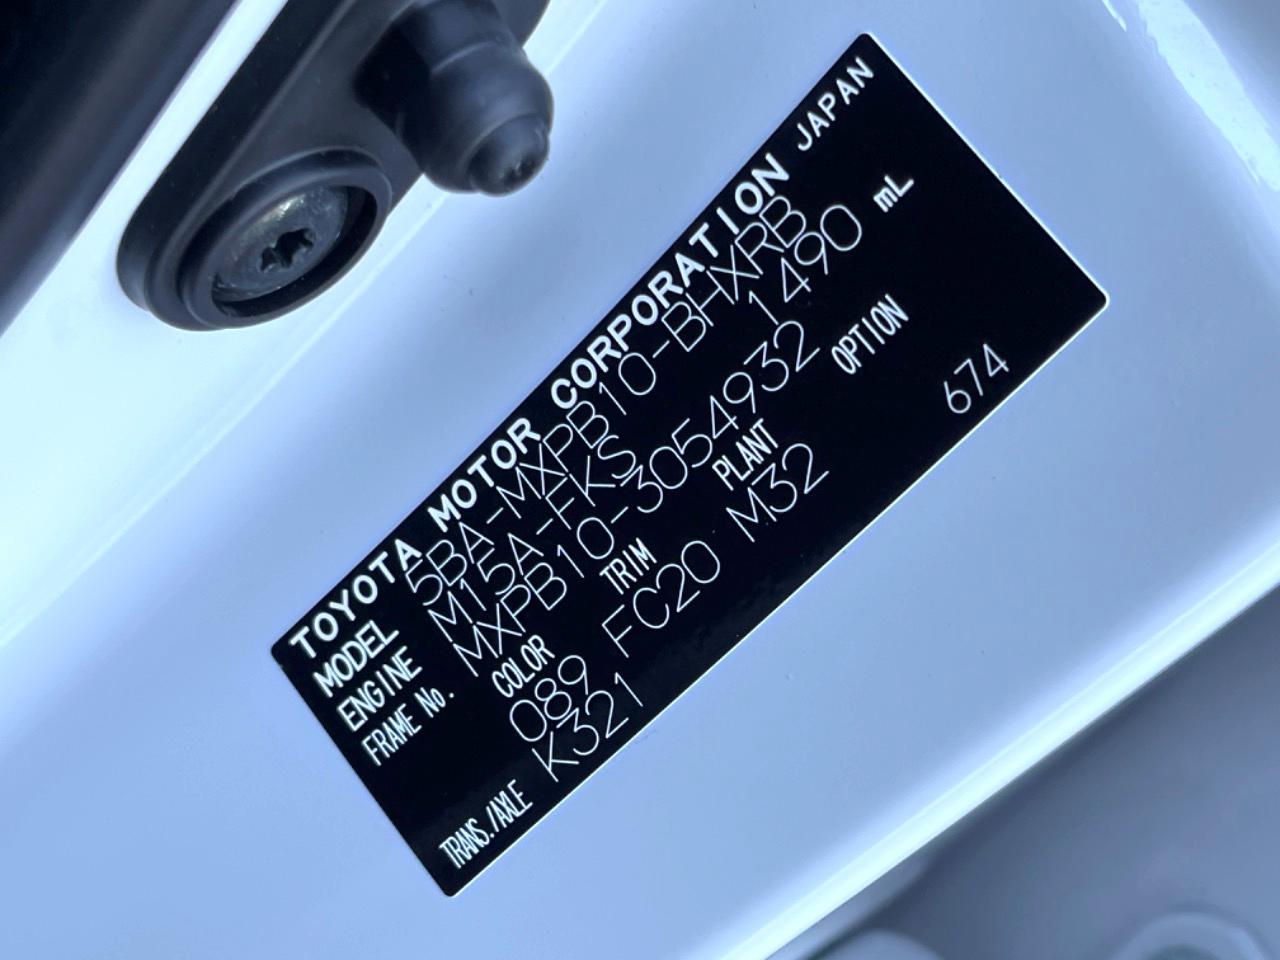 TOYOTA MOTOR CORPORATION JAPAN
MODEL 5BA-MXPB10-BHXRB
ENGINE M15A-FKS 1490 mL
FRAME No. MXPB10-3054932
COLOR TRIM PLANT OPTION
089 FC20 M32 674
TRANS./AXLE K321